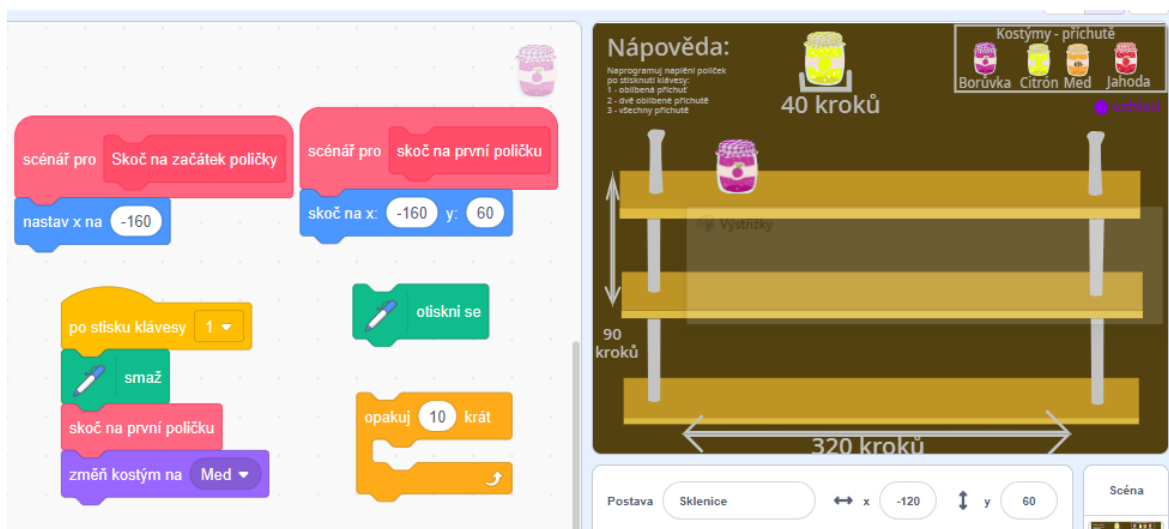 scénář pro Skoč na začátek poličky
nastav x na -160
scénář pro skoč na první poličku
skoč na x: -160 y: 60
po stisku klávesy 1
smaž
skoč na první poličku
změň kostým na Med
otiskni se
opakuj 10 krát
Nápověda:
Naprogramuj naplnění poliček
po stisknutí klávesy:
1 - oblíbená příchuť
2 - dvě oblíbené příchutě
3 - všechny příchutě
40 kroků
Kostýmy - příchutě
Borůvka Citrón Med Jahoda
vzhled
Výstřižky
90
kroků
320 kroků
Postava Sklenice x -120 y 60
Scéna